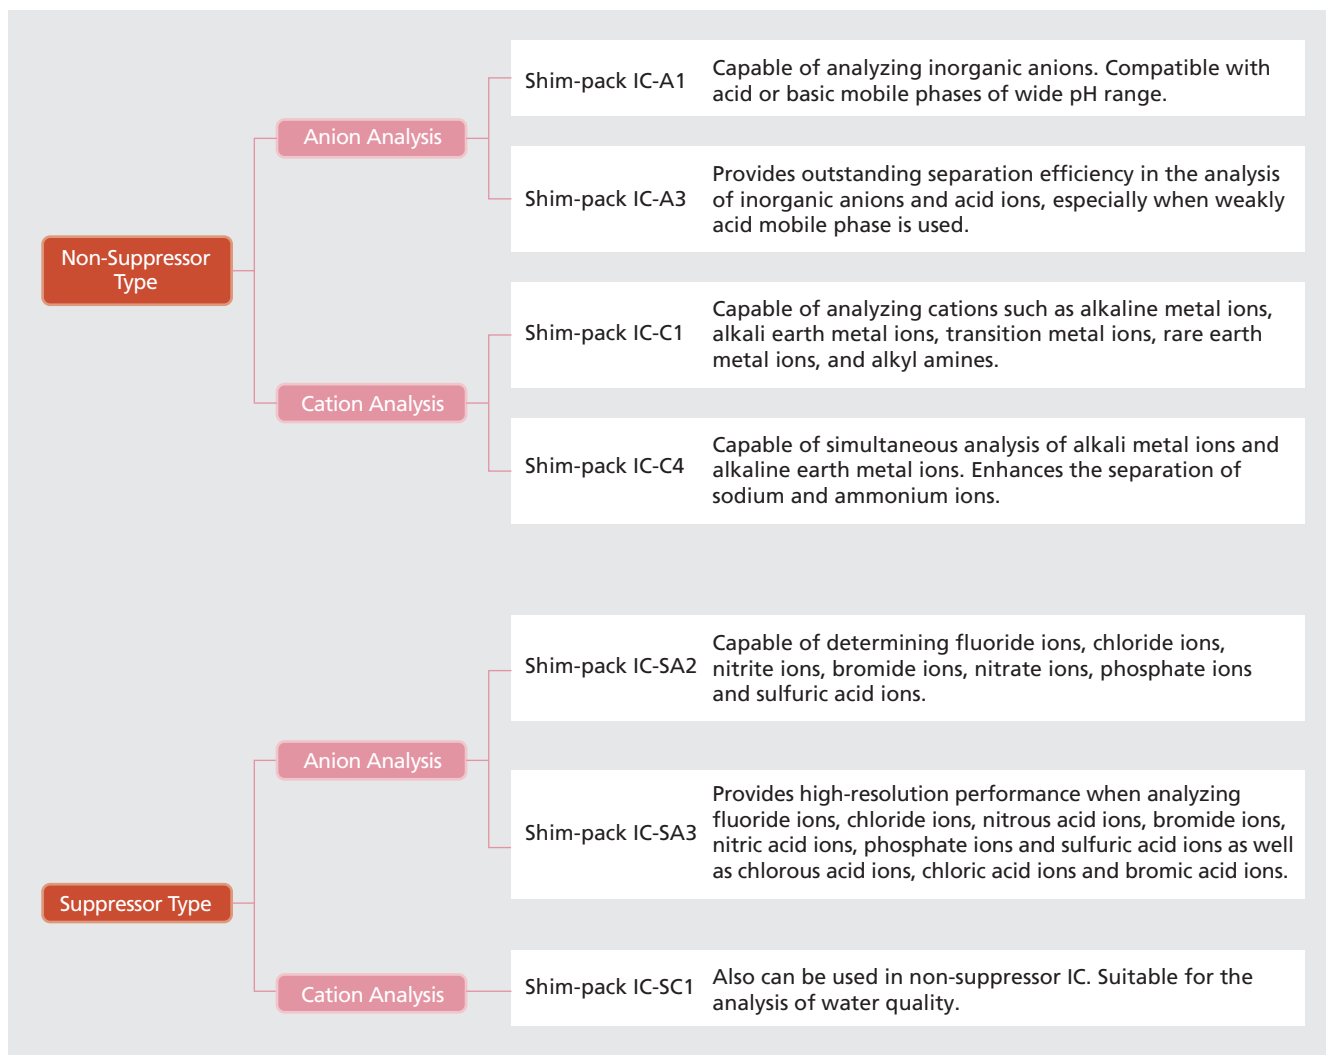 Non-Suppressor
Type
Anion Analysis
Shim-pack IC-A1
Capable of analyzing inorganic anions. Compatible with
acid or basic mobile phases of wide pH range.
Shim-pack IC-A3
Provides outstanding separation efficiency in the analysis
of inorganic anions and acid ions, especially when weakly
acid mobile phase is used.
Cation Analysis
Shim-pack IC-C1
Capable of analyzing cations such as alkaline metal ions,
alkali earth metal ions, transition metal ions, rare earth
metal ions, and alkyl amines.
Shim-pack IC-C4
Capable of simultaneous analysis of alkali metal ions and
alkaline earth metal ions. Enhances the separation of
sodium and ammonium ions.
Suppressor Type
Anion Analysis
Shim-pack IC-SA2
Capable of determining fluoride ions, chloride ions,
nitrite ions, bromide ions, nitrate ions, phosphate ions
and sulfuric acid ions.
Shim-pack IC-SA3
Provides high-resolution performance when analyzing
fluoride ions, chloride ions, nitrous acid ions, bromide ions,
nitric acid ions, phosphate ions and sulfuric acid ions as well
as chlorous acid ions, chloric acid ions and bromic acid ions.
Cation Analysis
Shim-pack IC-SC1
Also can be used in non-suppressor IC. Suitable for the
analysis of water quality.